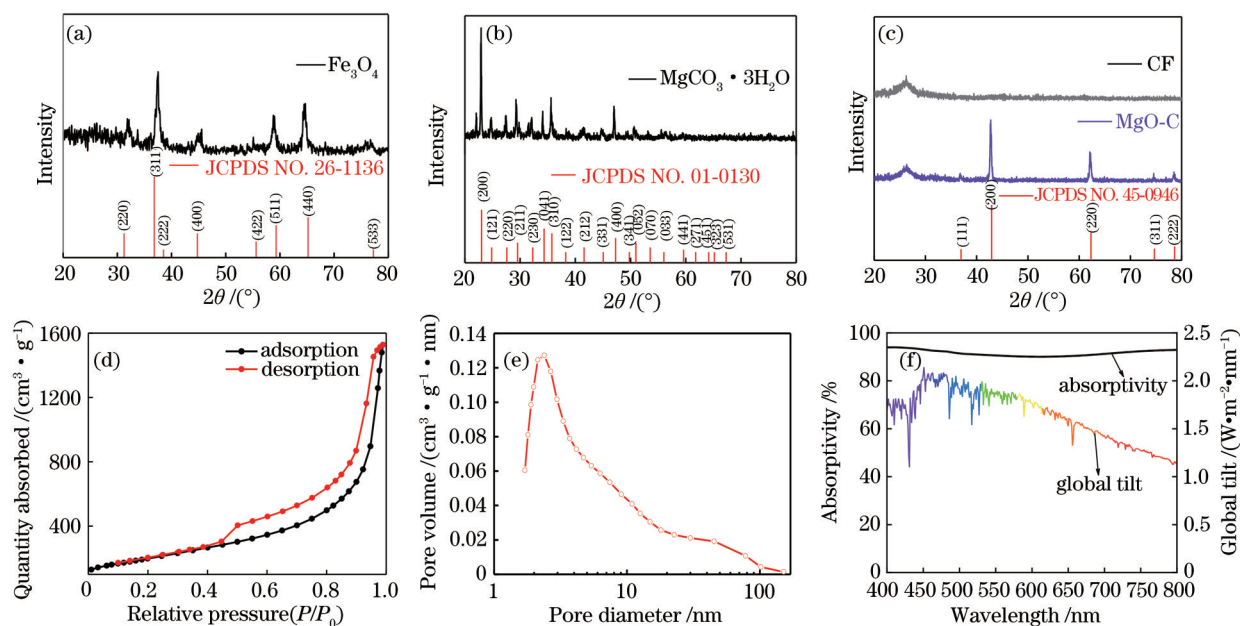 (a)
Fe₃O₄
JCPDS NO. 26-1136
(220)
(311)
(222)
(400)
(422)
(511)
(440)
(533)
Intensity
20 30 40 50 60 70 80
2θ /(°)
(b)
MgCO₃ • 3H₂O
JCPDS NO. 01-0130
(200)
(121)
(220)
(211)
(230)
(041)
(310)
(122)
(212)
(331)
(400)
(341)
(052)
(070)
(033)
(441)
(271)
(451)
(323)
(531)
Intensity
20 30 40 50 60 70 80
2θ /(°)
(c)
CF
MgO-C
JCPDS NO. 45-0946
(111)
(200)
(220)
(311)
(222)
Intensity
20 30 40 50 60 70 80
2θ /(°)
(d)
adsorption
desorption
Quantity absorbed /(cm³ • g⁻¹)
1600
1200
800
400
0 0.2 0.4 0.6 0.8 1.0
Relative pressure(P/P₀)
(e)
Pore volume /(cm³ • g⁻¹ • nm)
0.14
0.12
0.10
0.08
0.06
0.04
0.02
0
1 10 100
Pore diameter /nm
(f)
absorptivity
global tilt
Absorptivity /%
100
80
60
40
20
0
400 450 500 550 600 650 700 800
Wavelength /nm
2.5
2.0
1.5
1.0
0.5
0
Global tilt /(W•m⁻²•nm⁻¹)